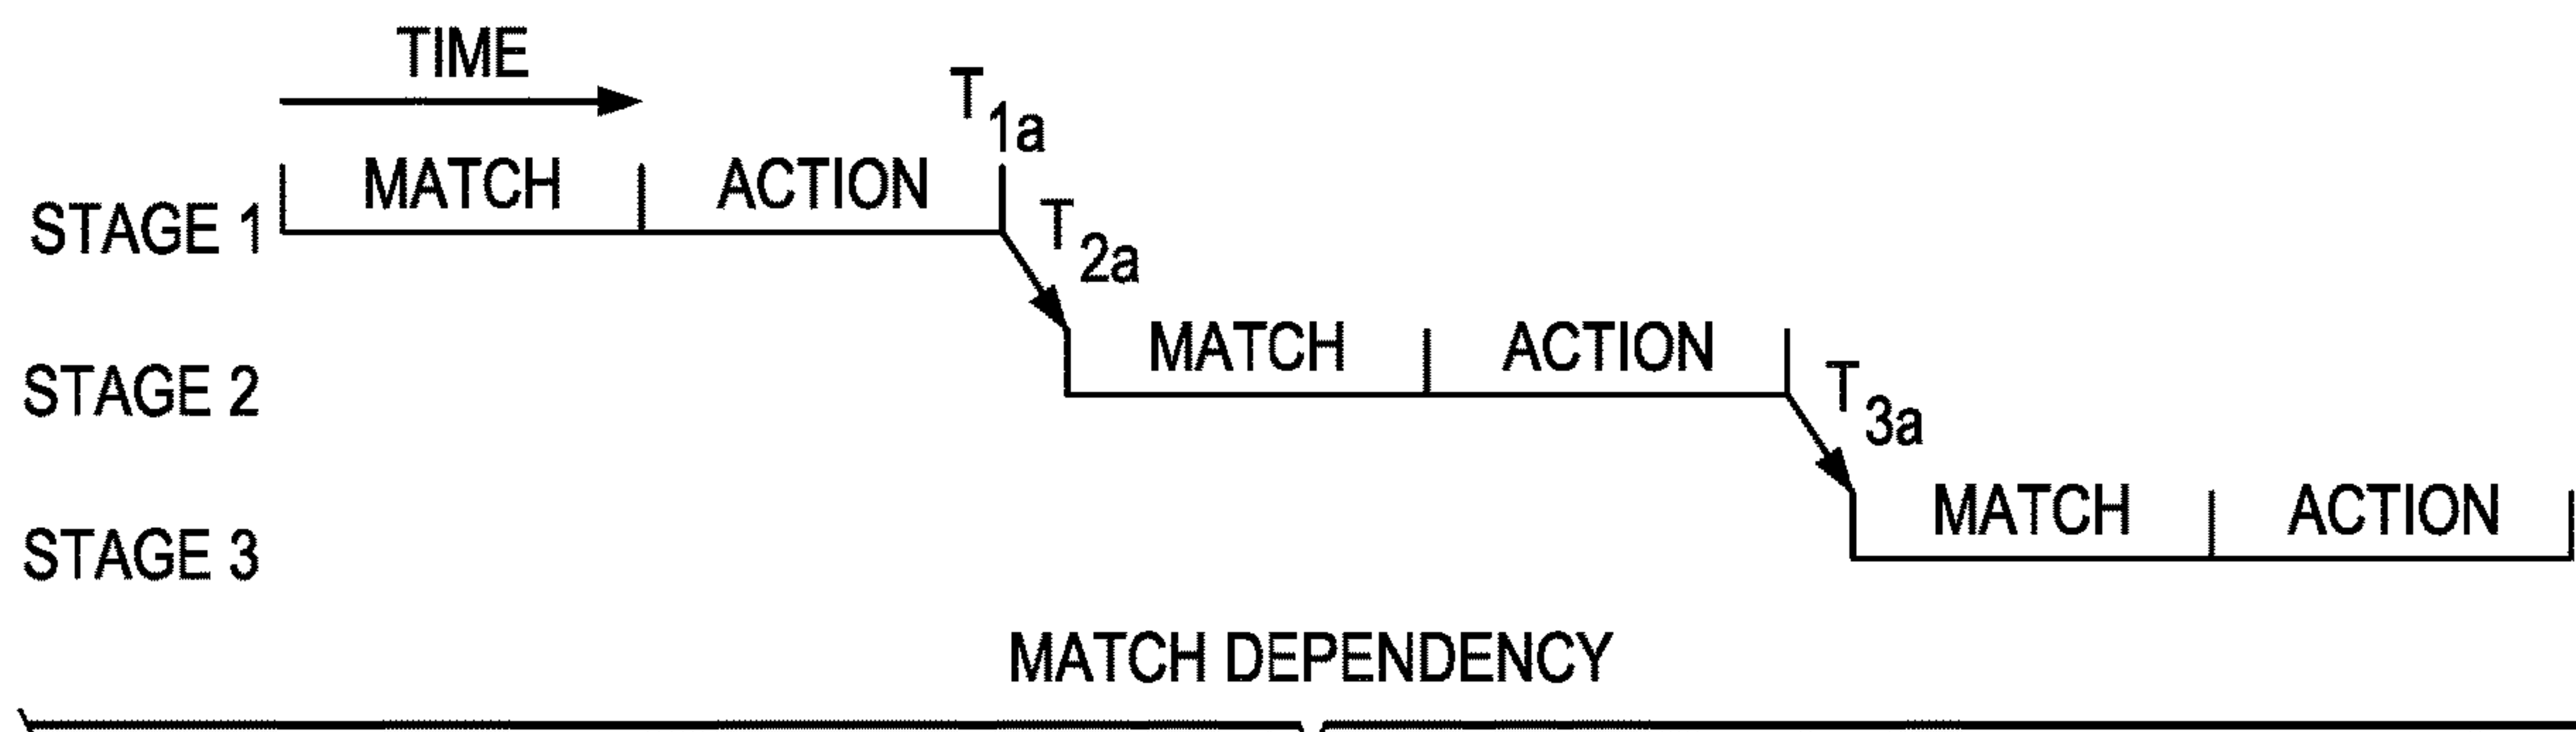 TIME
T1a
STAGE 1 MATCH ACTION
T2a
STAGE 2 MATCH ACTION
T3a
STAGE 3 MATCH ACTION
MATCH DEPENDENCY